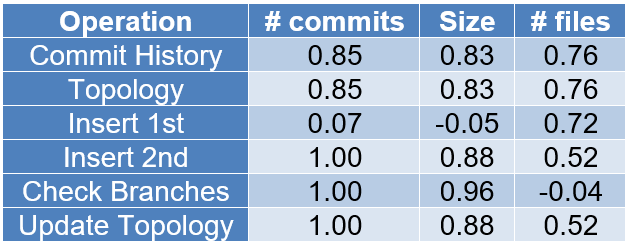 Operation # commits Size # files
Commit History 0.85 0.83 0.76
Topology 0.85 0.83 0.76
Insert 1st 0.07 -0.05 0.72
Insert 2nd 1.00 0.88 0.52
Check Branches 1.00 0.96 -0.04
Update Topology 1.00 0.88 0.52